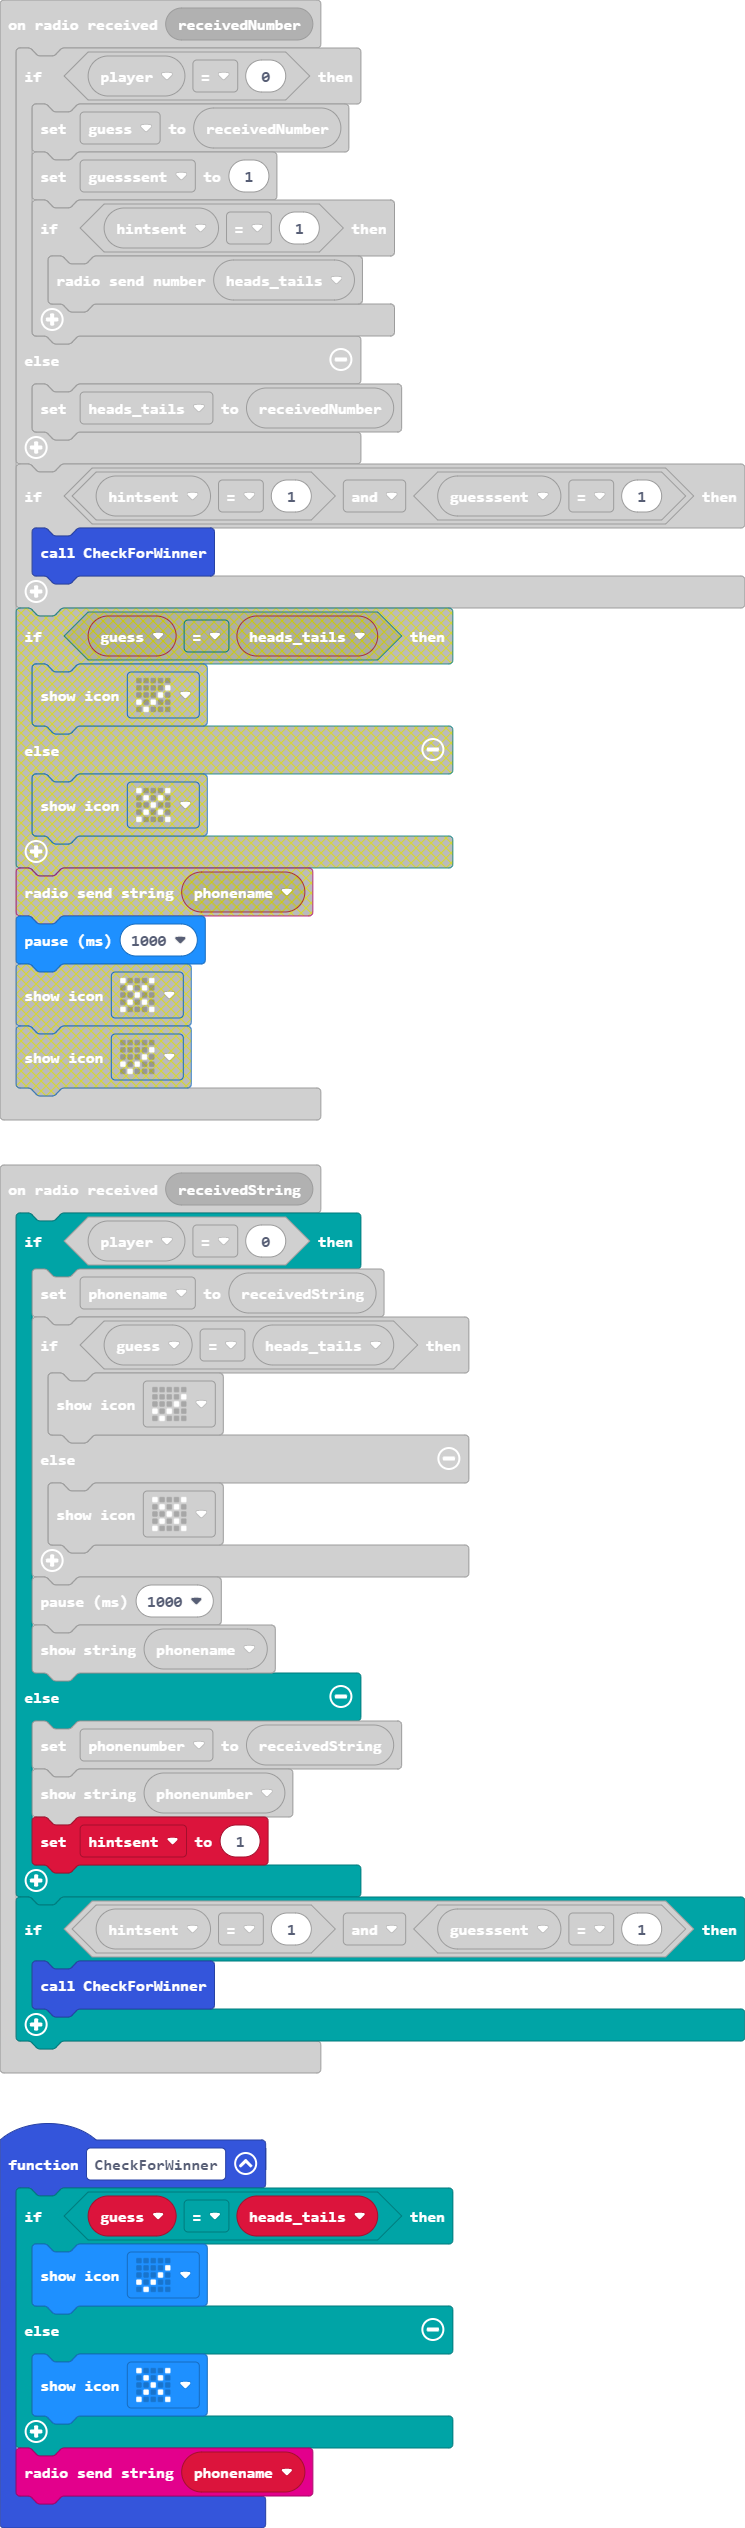 on radio received receivedNumber
if player = 0 then
set guess to receivedNumber
set guesssent to 1
if hintsent = 1 then
radio send number heads_tails
else
set heads_tails to receivedNumber
if hintsent = 1 and guesssent = 1 then
call CheckForWinner
if guess = heads_tails then
show icon
else
show icon
radio send string phonename
pause (ms) 1000
show icon
show icon
on radio received receivedString
if player = 0 then
set phonename to receivedString
if guess = heads_tails then
show icon
else
show icon
pause (ms) 1000
show string phonename
else
set phonenumber to receivedString
show string phonenumber
set hintsent to 1
if hintsent = 1 and guesssent = 1 then
call CheckForWinner
function CheckForWinner
if guess = heads_tails then
show icon
else
show icon
radio send string phonename